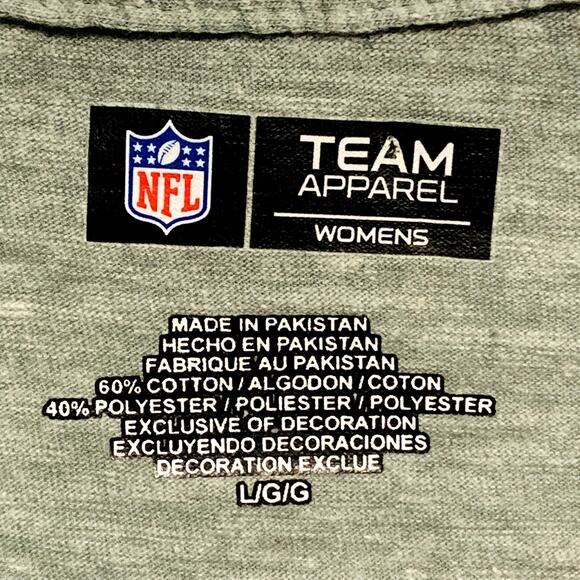 NFL
TEAM
APPAREL
WOMENS
MADE IN PAKISTAN
HECHO EN PAKISTAN
FABRIQUE AU PAKISTAN
60% COTTON / ALGODON / COTON
40% POLYESTER / POLIESTER / POLYESTER
EXCLUSIVE OF DECORATION
EXCLUYENDO DECORACIONES
DECORATION EXCLUE
L/G/G